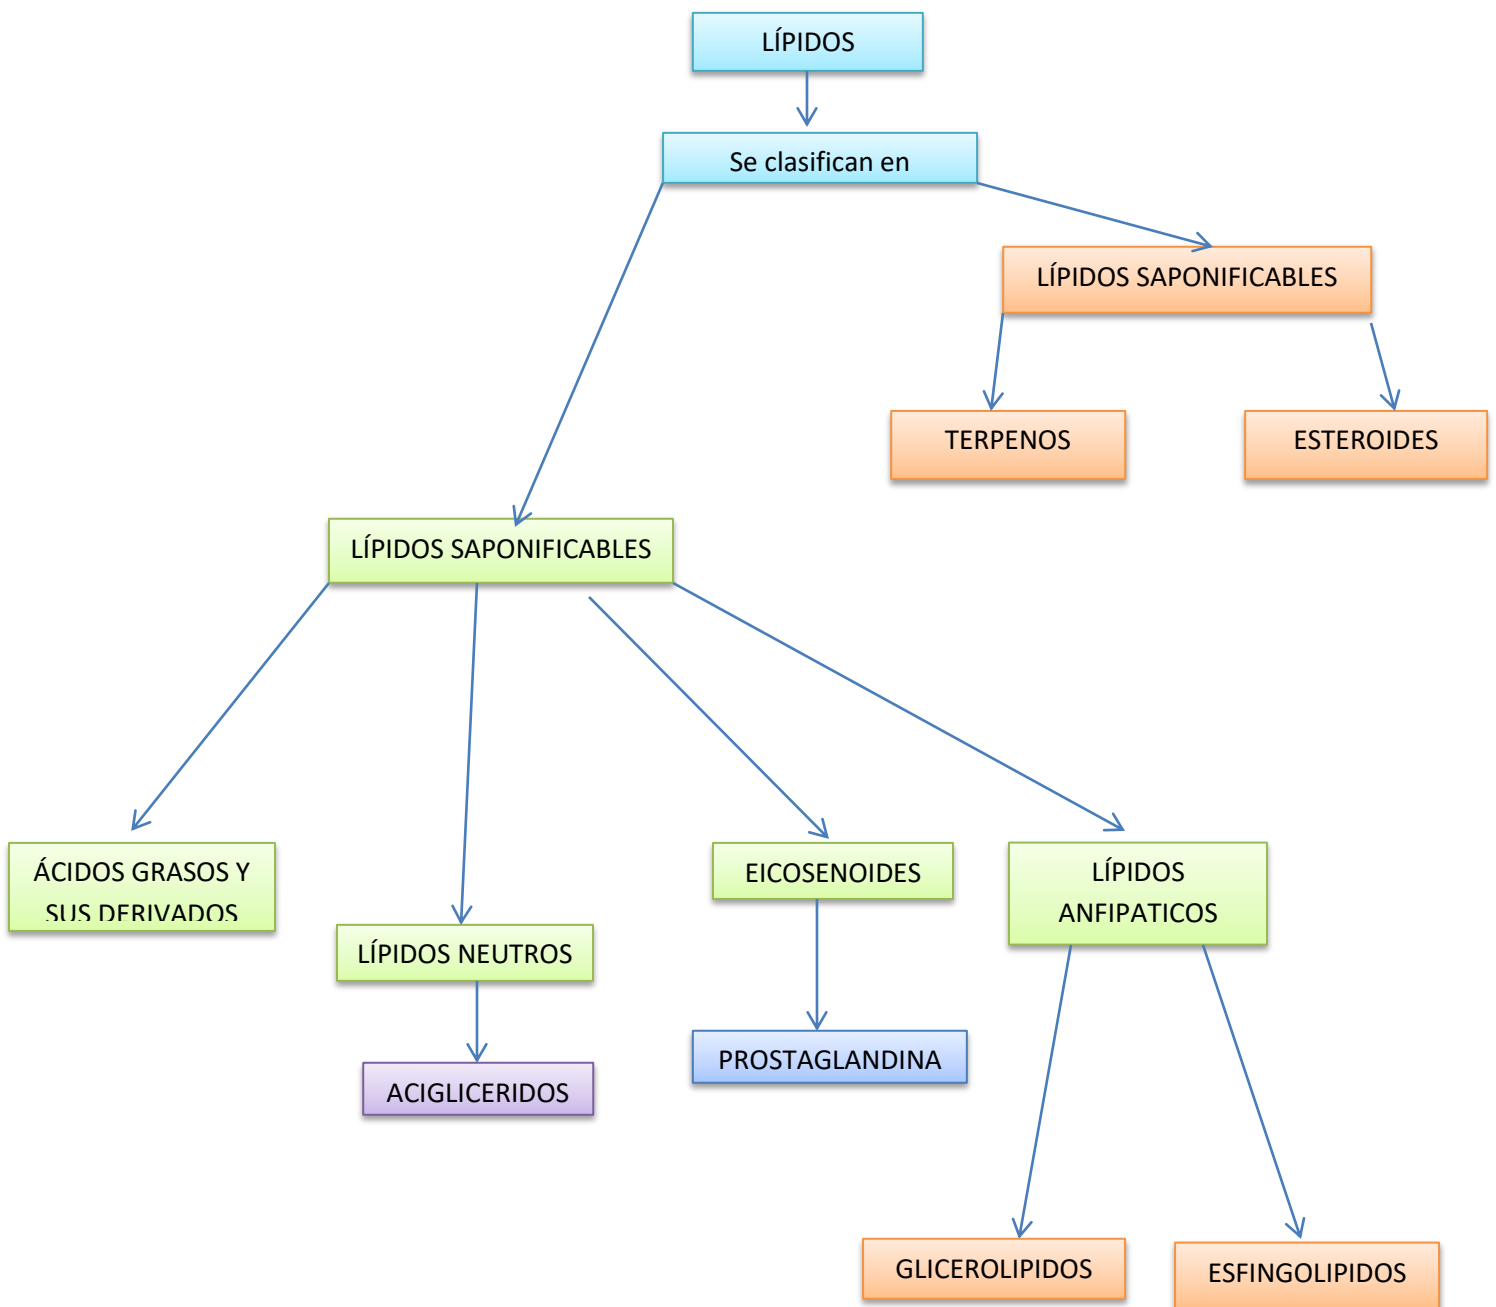 LÍPIDOS
Se clasifican en
LÍPIDOS SAPONIFICABLES
TERPENOS
ESTEROIDES
LÍPIDOS SAPONIFICABLES
ÁCIDOS GRASOS Y
SUS DERIVADOS
LÍPIDOS NEUTROS
ACIGLICERIDOS
EICOSENOIDES
PROSTAGLANDINA
LÍPIDOS
ANFIPATICOS
GLICEROLIPIDOS
ESFINGOLIPIDOS